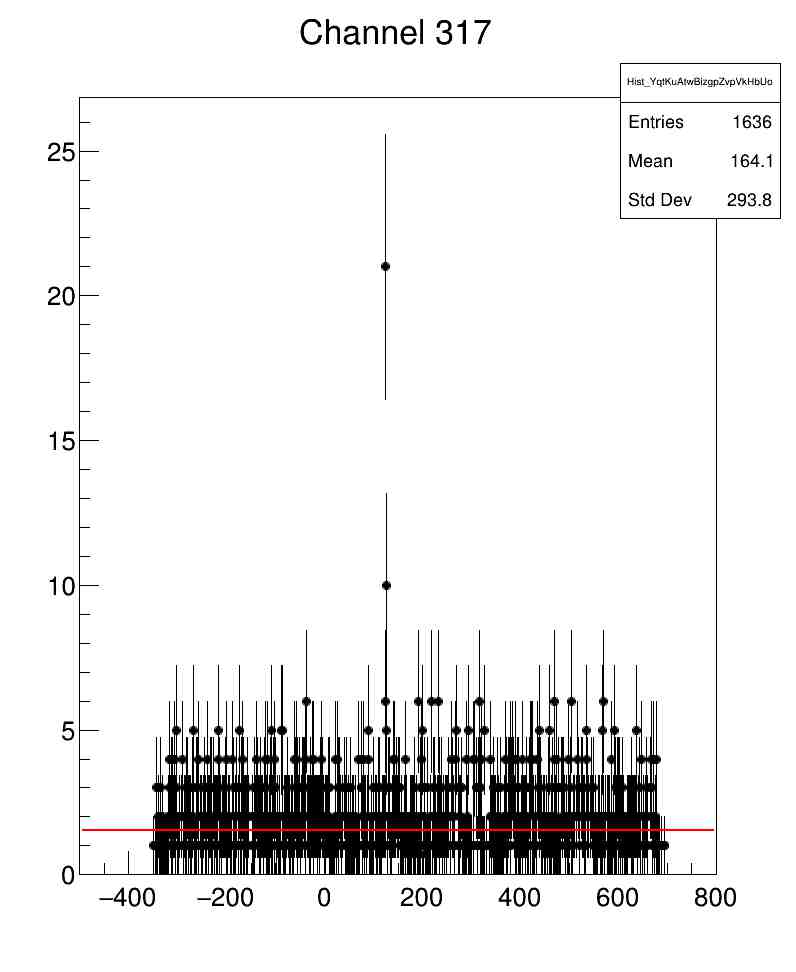 Channel 317
Hist_YqtKuAtwBizgpZvpVkHbUo
Entries 1636
Mean 164.1
Std Dev 293.8
25
20
15
10
5
0
−400 −200 0 200 400 600 800